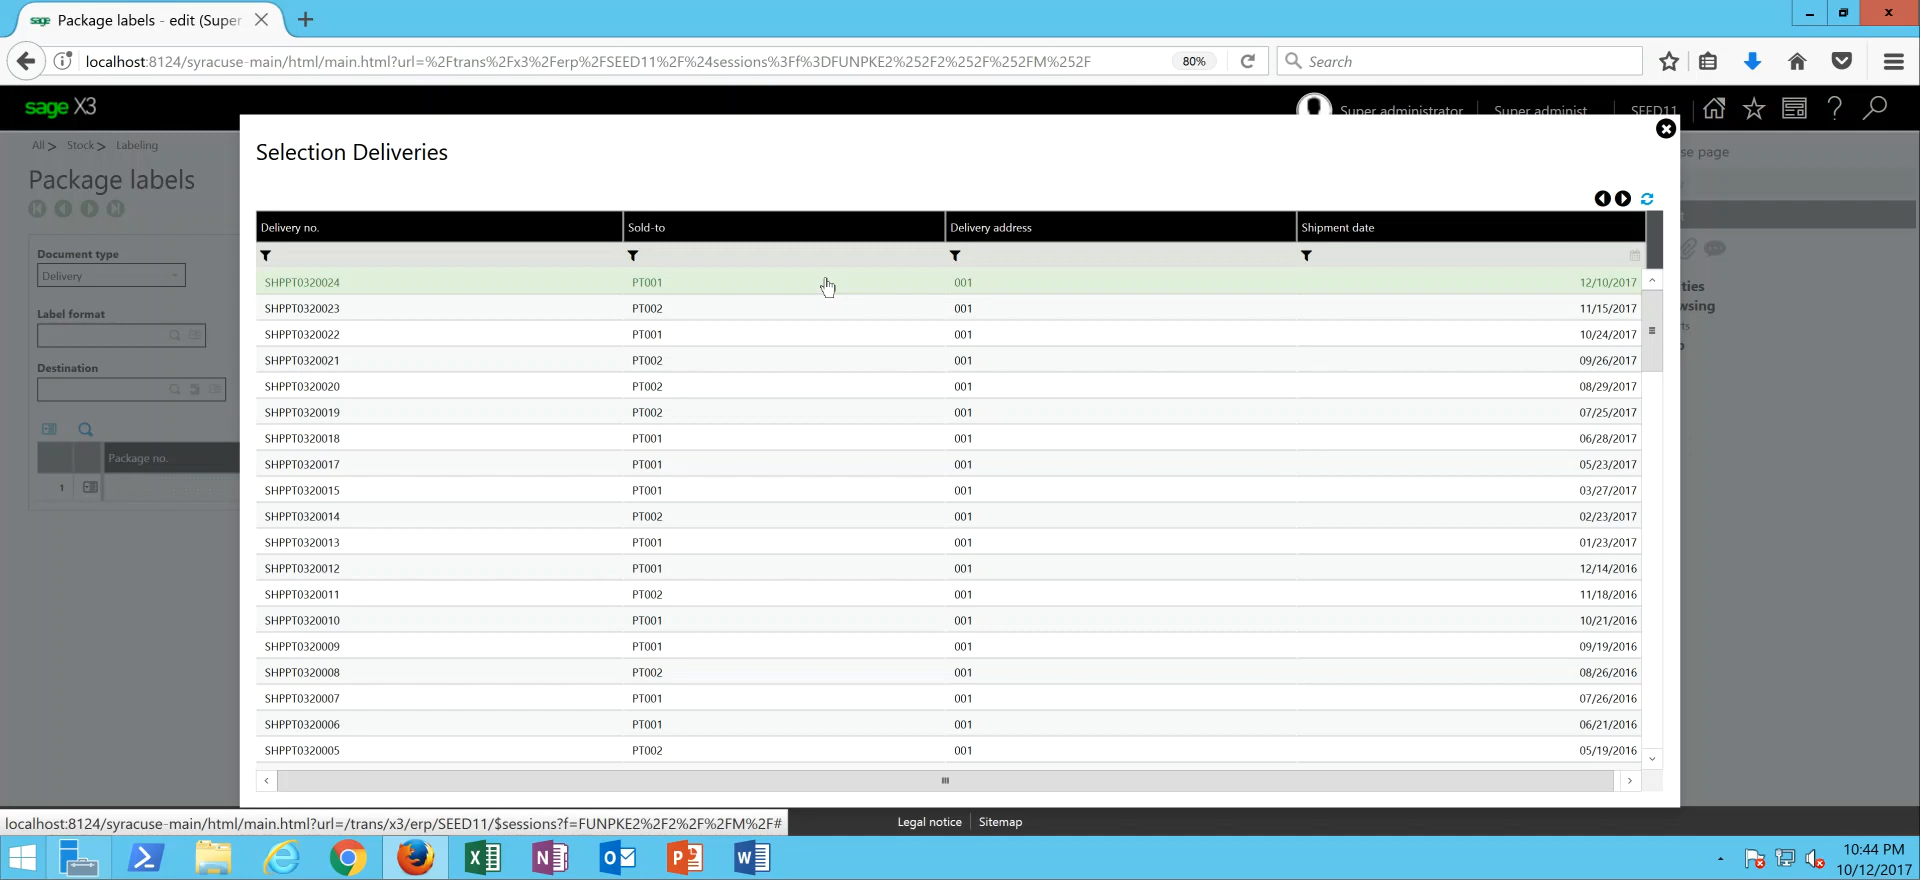 Package labels - edit (Super
localhost:8124/syracuse-main/html/main.html?url=%2Ftrans%2Fx3%2Ferp%2FSEED11%2F%24sessions%3Ff%3DFUNPKE2%252F2%252F%252FM%252F
80%
Search
sage X3
Super administrator
Super administ
SEED11
All > Stock > Labeling
Package labels
Document type
Delivery
Label format
Destination
Package no.
1
se page
Selection Deliveries
Delivery no. Sold-to Delivery address Shipment date
SHPPT0320024 PT001 001 12/10/2017
SHPPT0320023 PT002 001 11/15/2017
SHPPT0320022 PT001 001 10/24/2017
SHPPT0320021 PT002 001 09/26/2017
SHPPT0320020 PT002 001 08/29/2017
SHPPT0320019 PT002 001 07/25/2017
SHPPT0320018 PT001 001 06/28/2017
SHPPT0320017 PT001 001 05/23/2017
SHPPT0320015 PT001 001 03/27/2017
SHPPT0320014 PT002 001 02/23/2017
SHPPT0320013 PT001 001 01/23/2017
SHPPT0320012 PT001 001 12/14/2016
SHPPT0320011 PT002 001 11/18/2016
SHPPT0320010 PT001 001 10/21/2016
SHPPT0320009 PT001 001 09/19/2016
SHPPT0320008 PT002 001 08/26/2016
SHPPT0320007 PT001 001 07/26/2016
SHPPT0320006 PT001 001 06/21/2016
SHPPT0320005 PT002 001 05/19/2016
ties
wsing
ts
p
localhost:8124/syracuse-main/html/main.html?url=/trans/x3/erp/SEED11/$sessions?f=FUNPKE2%2F2%2F%2FM%2F#
Legal notice
Sitemap
10:44 PM
10/12/2017